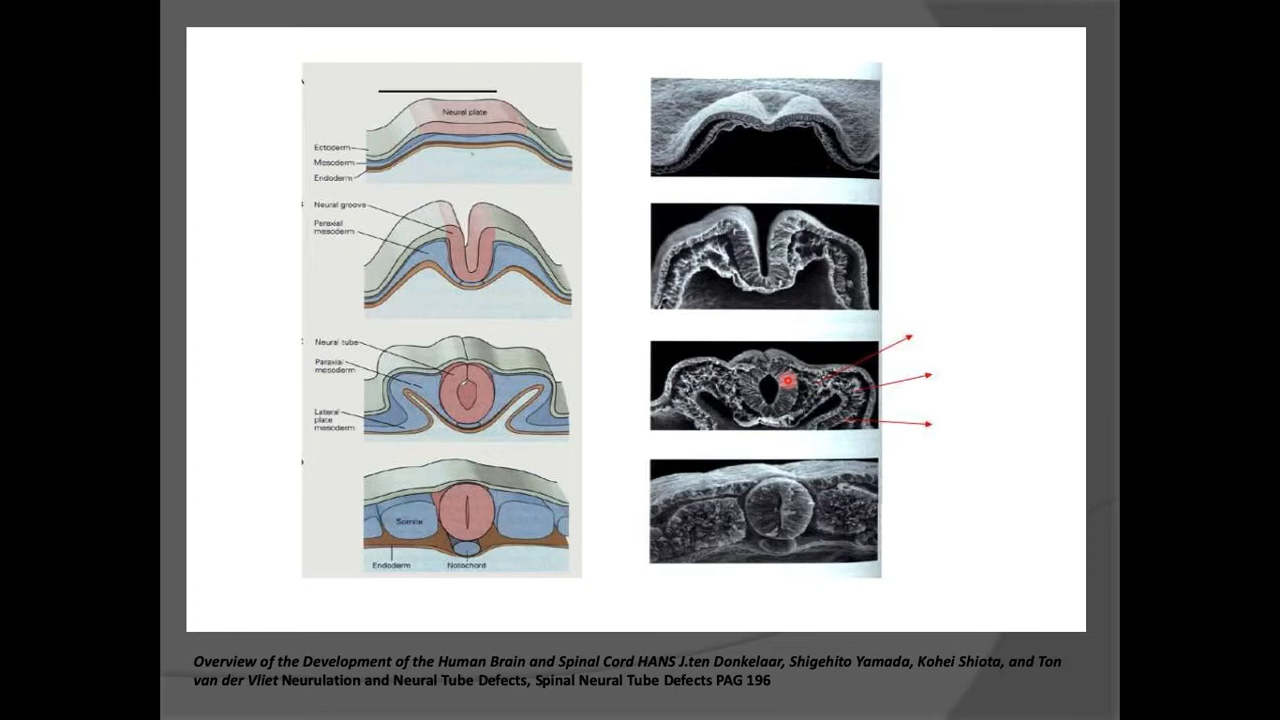 Neural plate
Ectoderm
Mesoderm
Endoderm
Neural groove
Paraxial
mesoderm
Neural tube
Paraxial
mesoderm
Lateral
plate
mesoderm
Somite
Endoderm
Notochord
Overview of the Development of the Human Brain and Spinal Cord HANS J.ten Donkelaar, Shigehito Yamada, Kohei Shiota, and Ton
van der Vliet Neurulation and Neural Tube Defects, Spinal Neural Tube Defects PAG 196